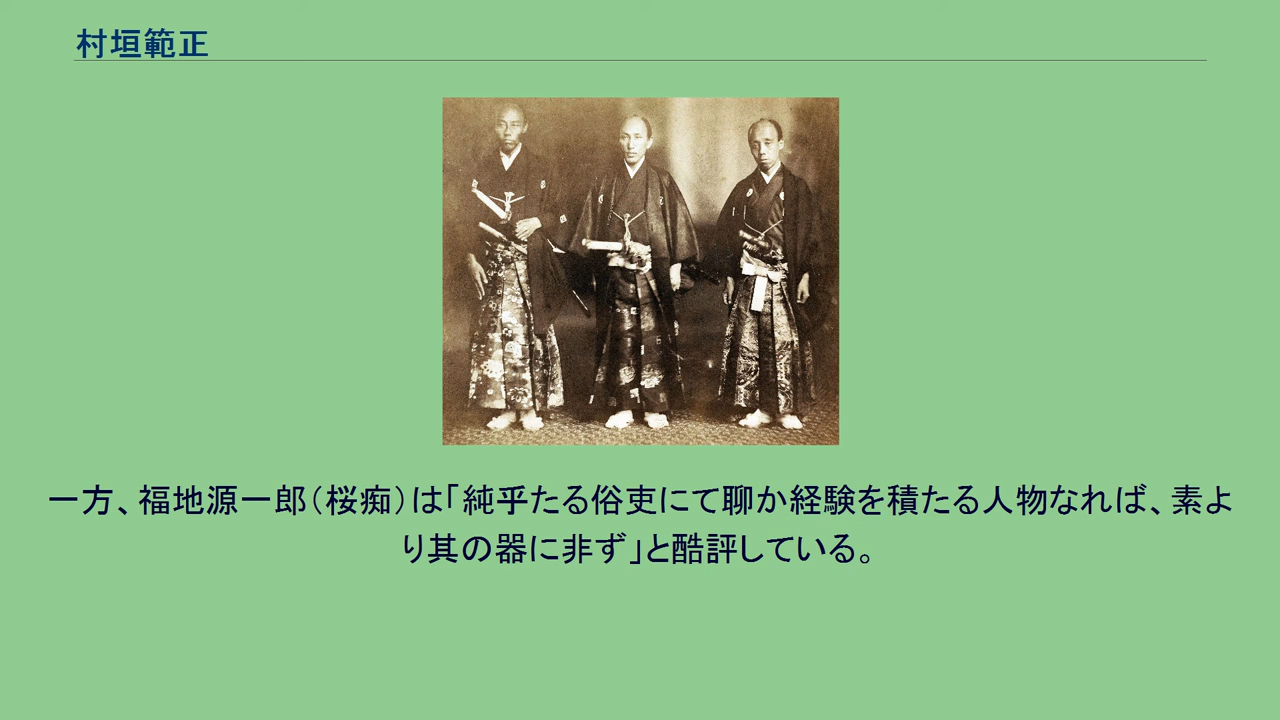 村垣範正
一方、福地源一郎（桜痴）は「純乎たる俗吏にて聊か経験を積たる人物なれば、素よ
り其の器に非ず」と酷評している。